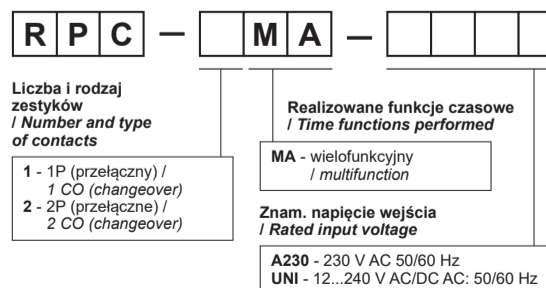 R P C — M A —
Liczba i rodzaj
zestyków
/ Number and type
of contacts
1 - 1P (przełączny) /
1 CO (changeover)
2 - 2P (przełączne) /
2 CO (changeover)
Realizowane funkcje czasowe
/ Time functions performed
MA - wielofunkcyjny
/ multifunction
Znam. napięcie wejścia
/ Rated input voltage
A230 - 230 V AC 50/60 Hz
UNI - 12...240 V AC/DC AC: 50/60 Hz